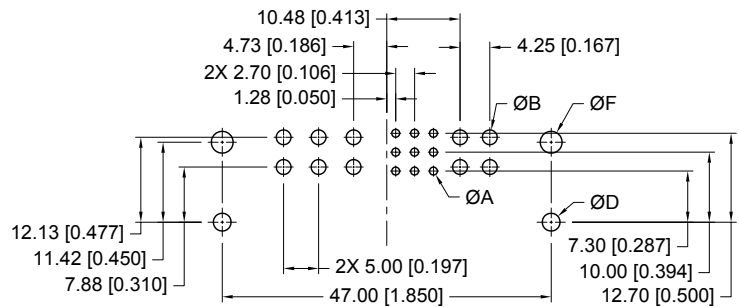 10.48 [0.413]
4.73 [0.186]
4.25 [0.167]
2X 2.70 [0.106]
1.28 [0.050]
ØB
ØF
ØA
ØD
12.13 [0.477]
11.42 [0.450]
7.88 [0.310]
2X 5.00 [0.197]
47.00 [1.850]
7.30 [0.287]
10.00 [0.394]
12.70 [0.500]